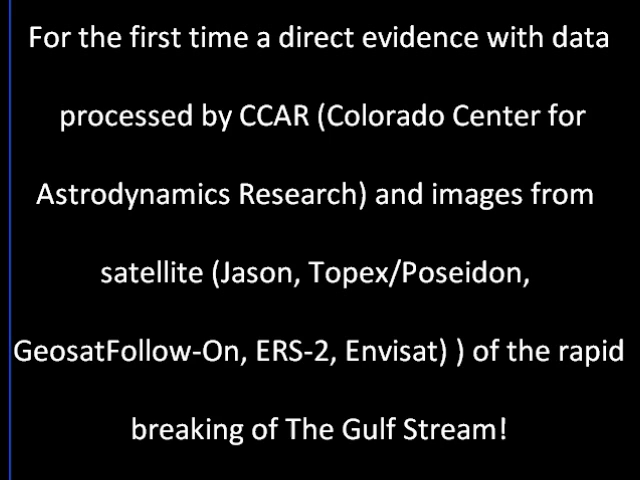 For the first time a direct evidence with data
processed by CCAR (Colorado Center for
Astrodynamics Research) and images from
satellite (Jason, Topex/Poseidon,
GeosatFollow-On, ERS-2, Envisat) ) of the rapid
breaking of The Gulf Stream!